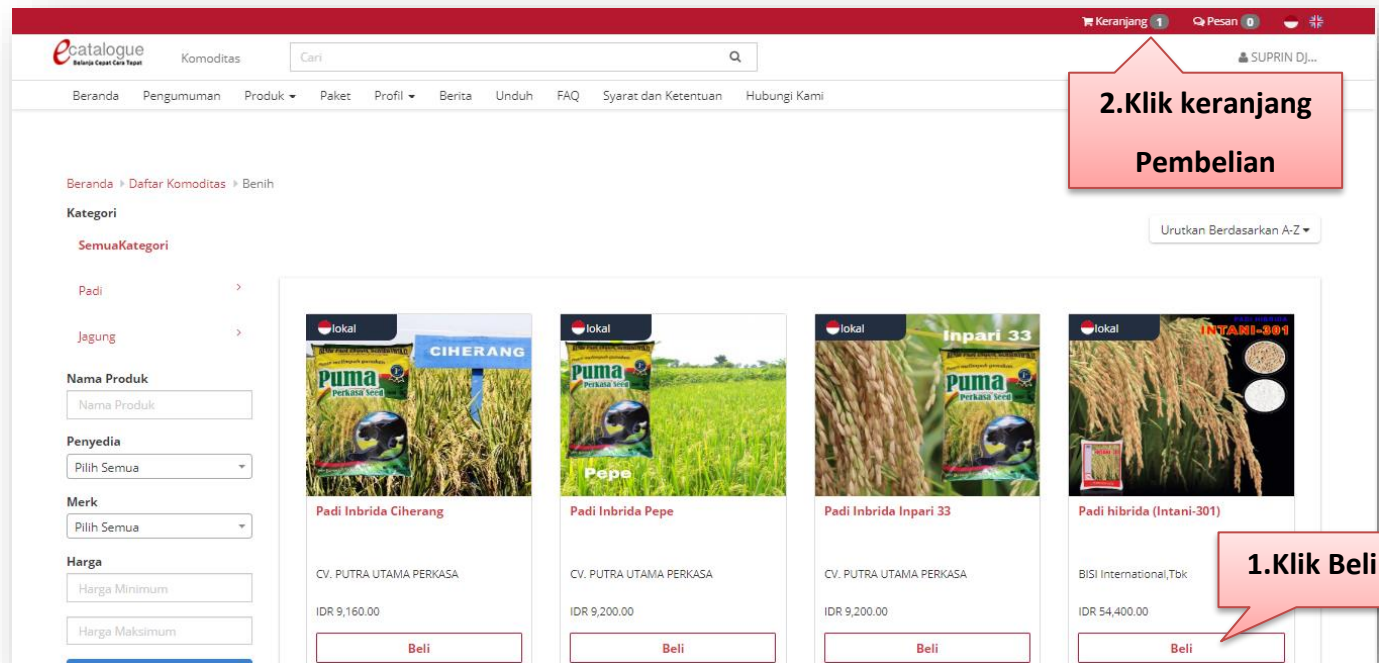 Keranjang 1 Pesan 0
ecatalogue
Belanja Cepat Cara Tepat
Komoditas
Cari
SUPRIN DJ...
Beranda Pengumuman Produk Paket Profil Berita Unduh FAQ Syarat dan Ketentuan Hubungi Kami
2.Klik keranjang
Pembelian
Beranda Daftar Komoditas Benih
Kategori
Urutkan Berdasarkan A-Z
SemuaKategori
Padi
Jagung
Nama Produk
Nama Produk
Penyedia
Pilih Semua
Merk
Pilih Semua
Harga
Harga Minimum
Harga Maksimum
lokal
CIHERANG
Puma
Perkasa Seed
Padi Inbrida Ciherang
CV. PUTRA UTAMA PERKASA
IDR 9,160.00
Beli
lokal
Puma
Perkasa Seed
Pepe
Padi Inbrida Pepe
CV. PUTRA UTAMA PERKASA
IDR 9,200.00
Beli
lokal
Inpari 33
Puma
Perkasa Seed
Padi Inbrida Inpari 33
CV. PUTRA UTAMA PERKASA
IDR 9,200.00
Beli
lokal
PADI HIBRIDA
INTANI-301
Padi hibrida (Intani-301)
BISI International,Tbk
IDR 54,400.00
Beli
1.Klik Beli